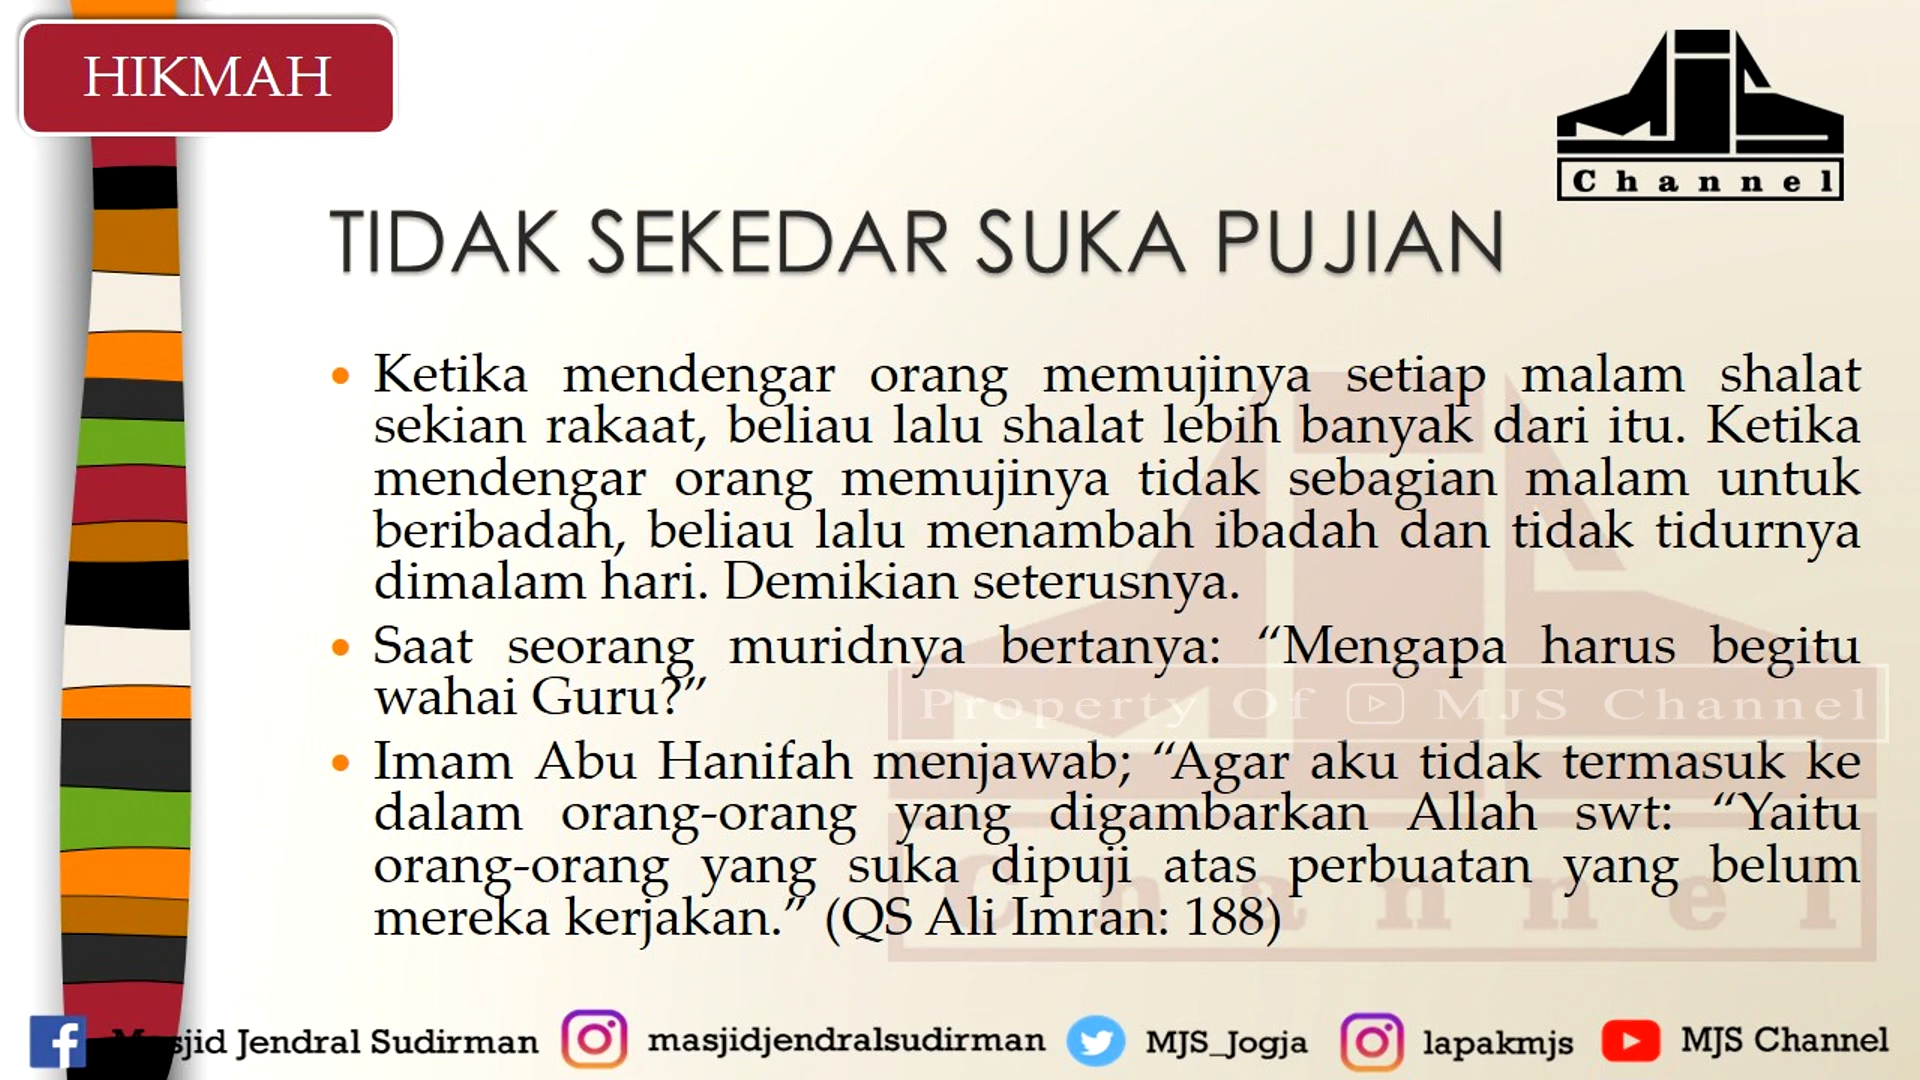 HIKMAH
MJS
Channel
TIDAK SEKEDAR SUKA PUJIAN
• Ketika mendengar orang memujinya setiap malam shalat
sekian rakaat, beliau lalu shalat lebih banyak dari itu. Ketika
mendengar orang memujinya tidak sebagian malam untuk
beribadah, beliau lalu menambah ibadah dan tidak tidurnya
dimalam hari. Demikian seterusnya.
• Saat seorang muridnya bertanya: “Mengapa harus begitu
wahai Guru?”
Property Of MJS Channel
• Imam Abu Hanifah menjawab; “Agar aku tidak termasuk ke
dalam orang-orang yang digambarkan Allah swt: “Yaitu
orang-orang yang suka dipuji atas perbuatan yang belum
mereka kerjakan.” (QS Ali Imran: 188)
Channel
Masjid Jendral Sudirman masjidjendralsudirman MJS_Jogja lapakmjs MJS Channel